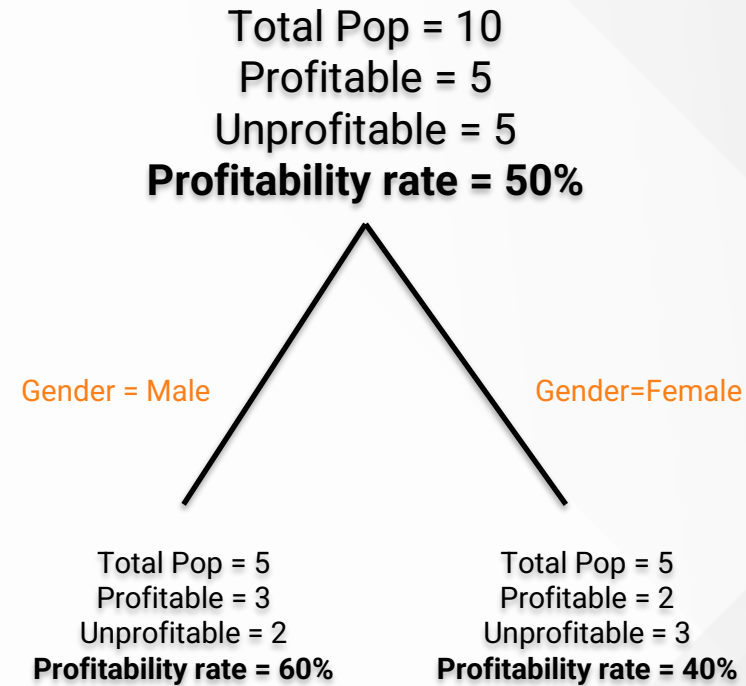 Total Pop = 10
Profitable = 5
Unprofitable = 5
Profitability rate = 50%
Gender = Male
Gender=Female
Total Pop = 5
Profitable = 3
Unprofitable = 2
Profitability rate = 60%
Total Pop = 5
Profitable = 2
Unprofitable = 3
Profitability rate = 40%